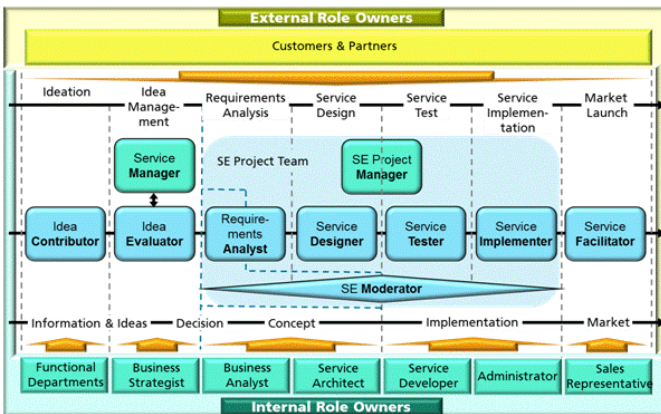 External Role Owners
Customers & Partners
Ideation
Idea
Manage-
ment
Requirements
Analysis
Service
Design
Service
Test
Service
Implemen-
tation
Market
Launch
Service
Manager
SE Project Team
SE Project
Manager
Idea
Contributor
Idea
Evaluator
Require-
ments
Analyst
Service
Designer
Service
Tester
Service
Implementer
Service
Facilitator
SE Moderator
Information & Ideas
Decision
Concept
Implementation
Market
Functional
Departments
Business
Strategist
Business
Analyst
Service
Architect
Service
Developer
Administrator
Sales
Representative
Internal Role Owners